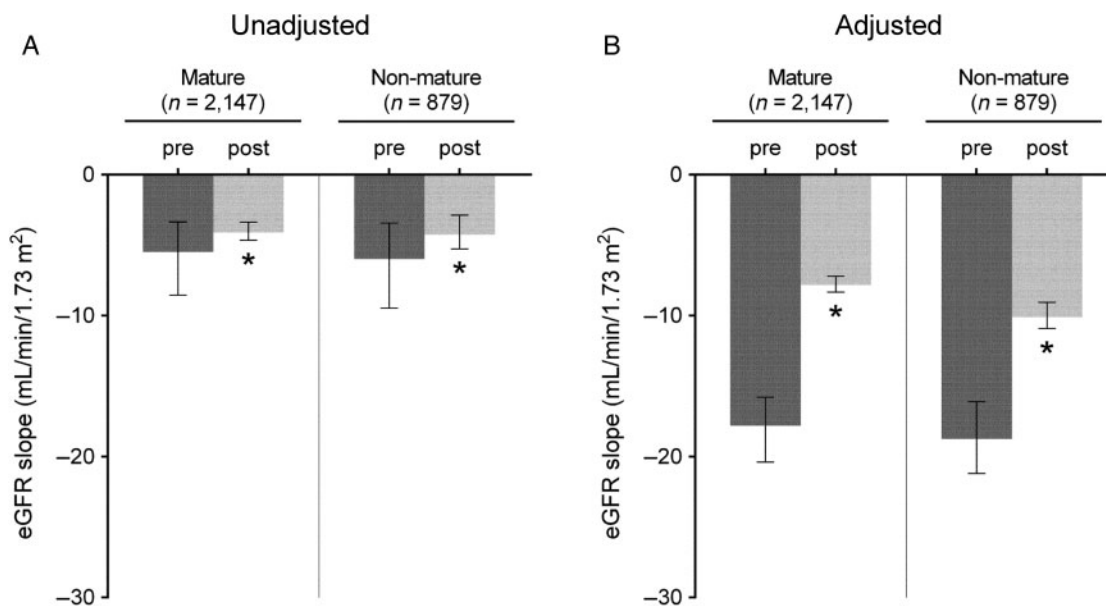 A
Unadjusted
Mature
(n = 2,147)
Non-mature
(n = 879)
pre
post
pre
post
0
–10
–20
–30
eGFR slope (mL/min/1.73 m²)
*
*
B
Adjusted
Mature
(n = 2,147)
Non-mature
(n = 879)
pre
post
pre
post
0
–10
–20
–30
eGFR slope (mL/min/1.73 m²)
*
*